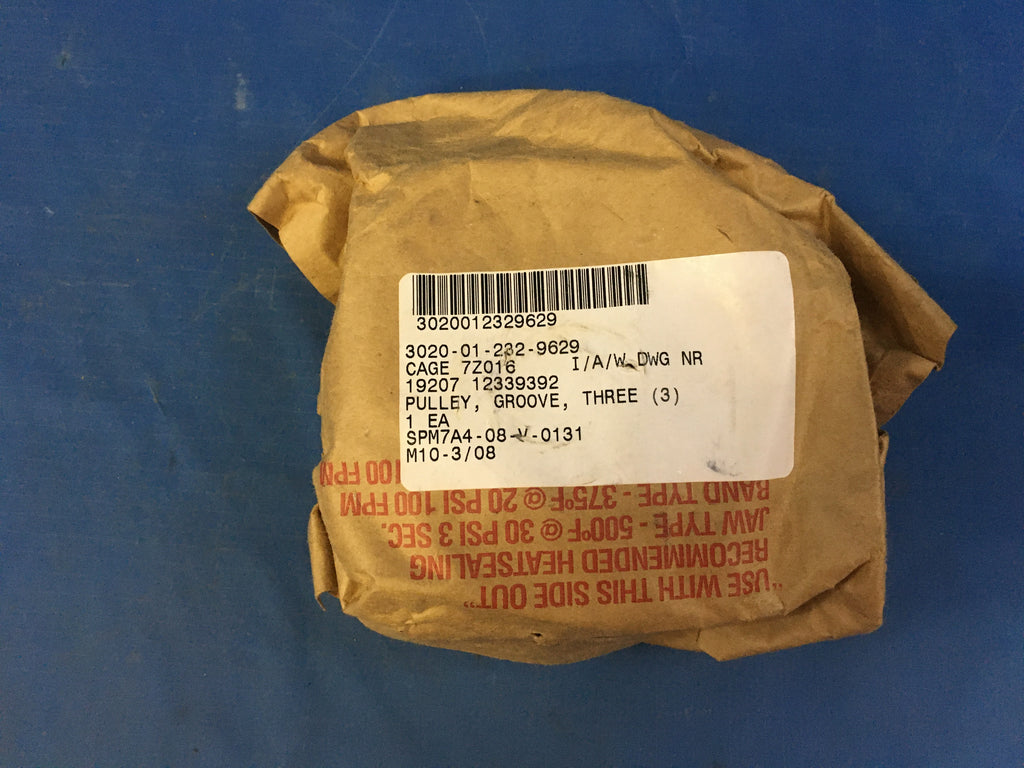 3020012329629
3020-01-232-9629
CAGE 7Z016 I/A/W DWG NR
19207 12339392
PULLEY, GROOVE, THREE (3)
1 EA
SPM7A4-08-V-0131
M10-3/08
"USE WITH THIS SIDE OUT"
RECOMMENDED HEATSEALING
JAW TYPE - 500°F @ 30 PSI 3 SEC.
BAND TYPE - 375°F @ 20 PSI 100 FPM
100 FPM